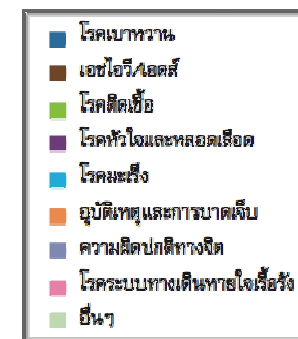 โรคเบาหวาน
เอชไอวี/เอดส์
โรคติดเชื้อ
โรคหัวใจและหลอดเลือด
โรคมะเร็ง
อุบัติเหตุและการบาดเจ็บ
ความผิดปกติทางจิต
โรคระบบทางเดินหายใจเรื้อรัง
อื่นๆ